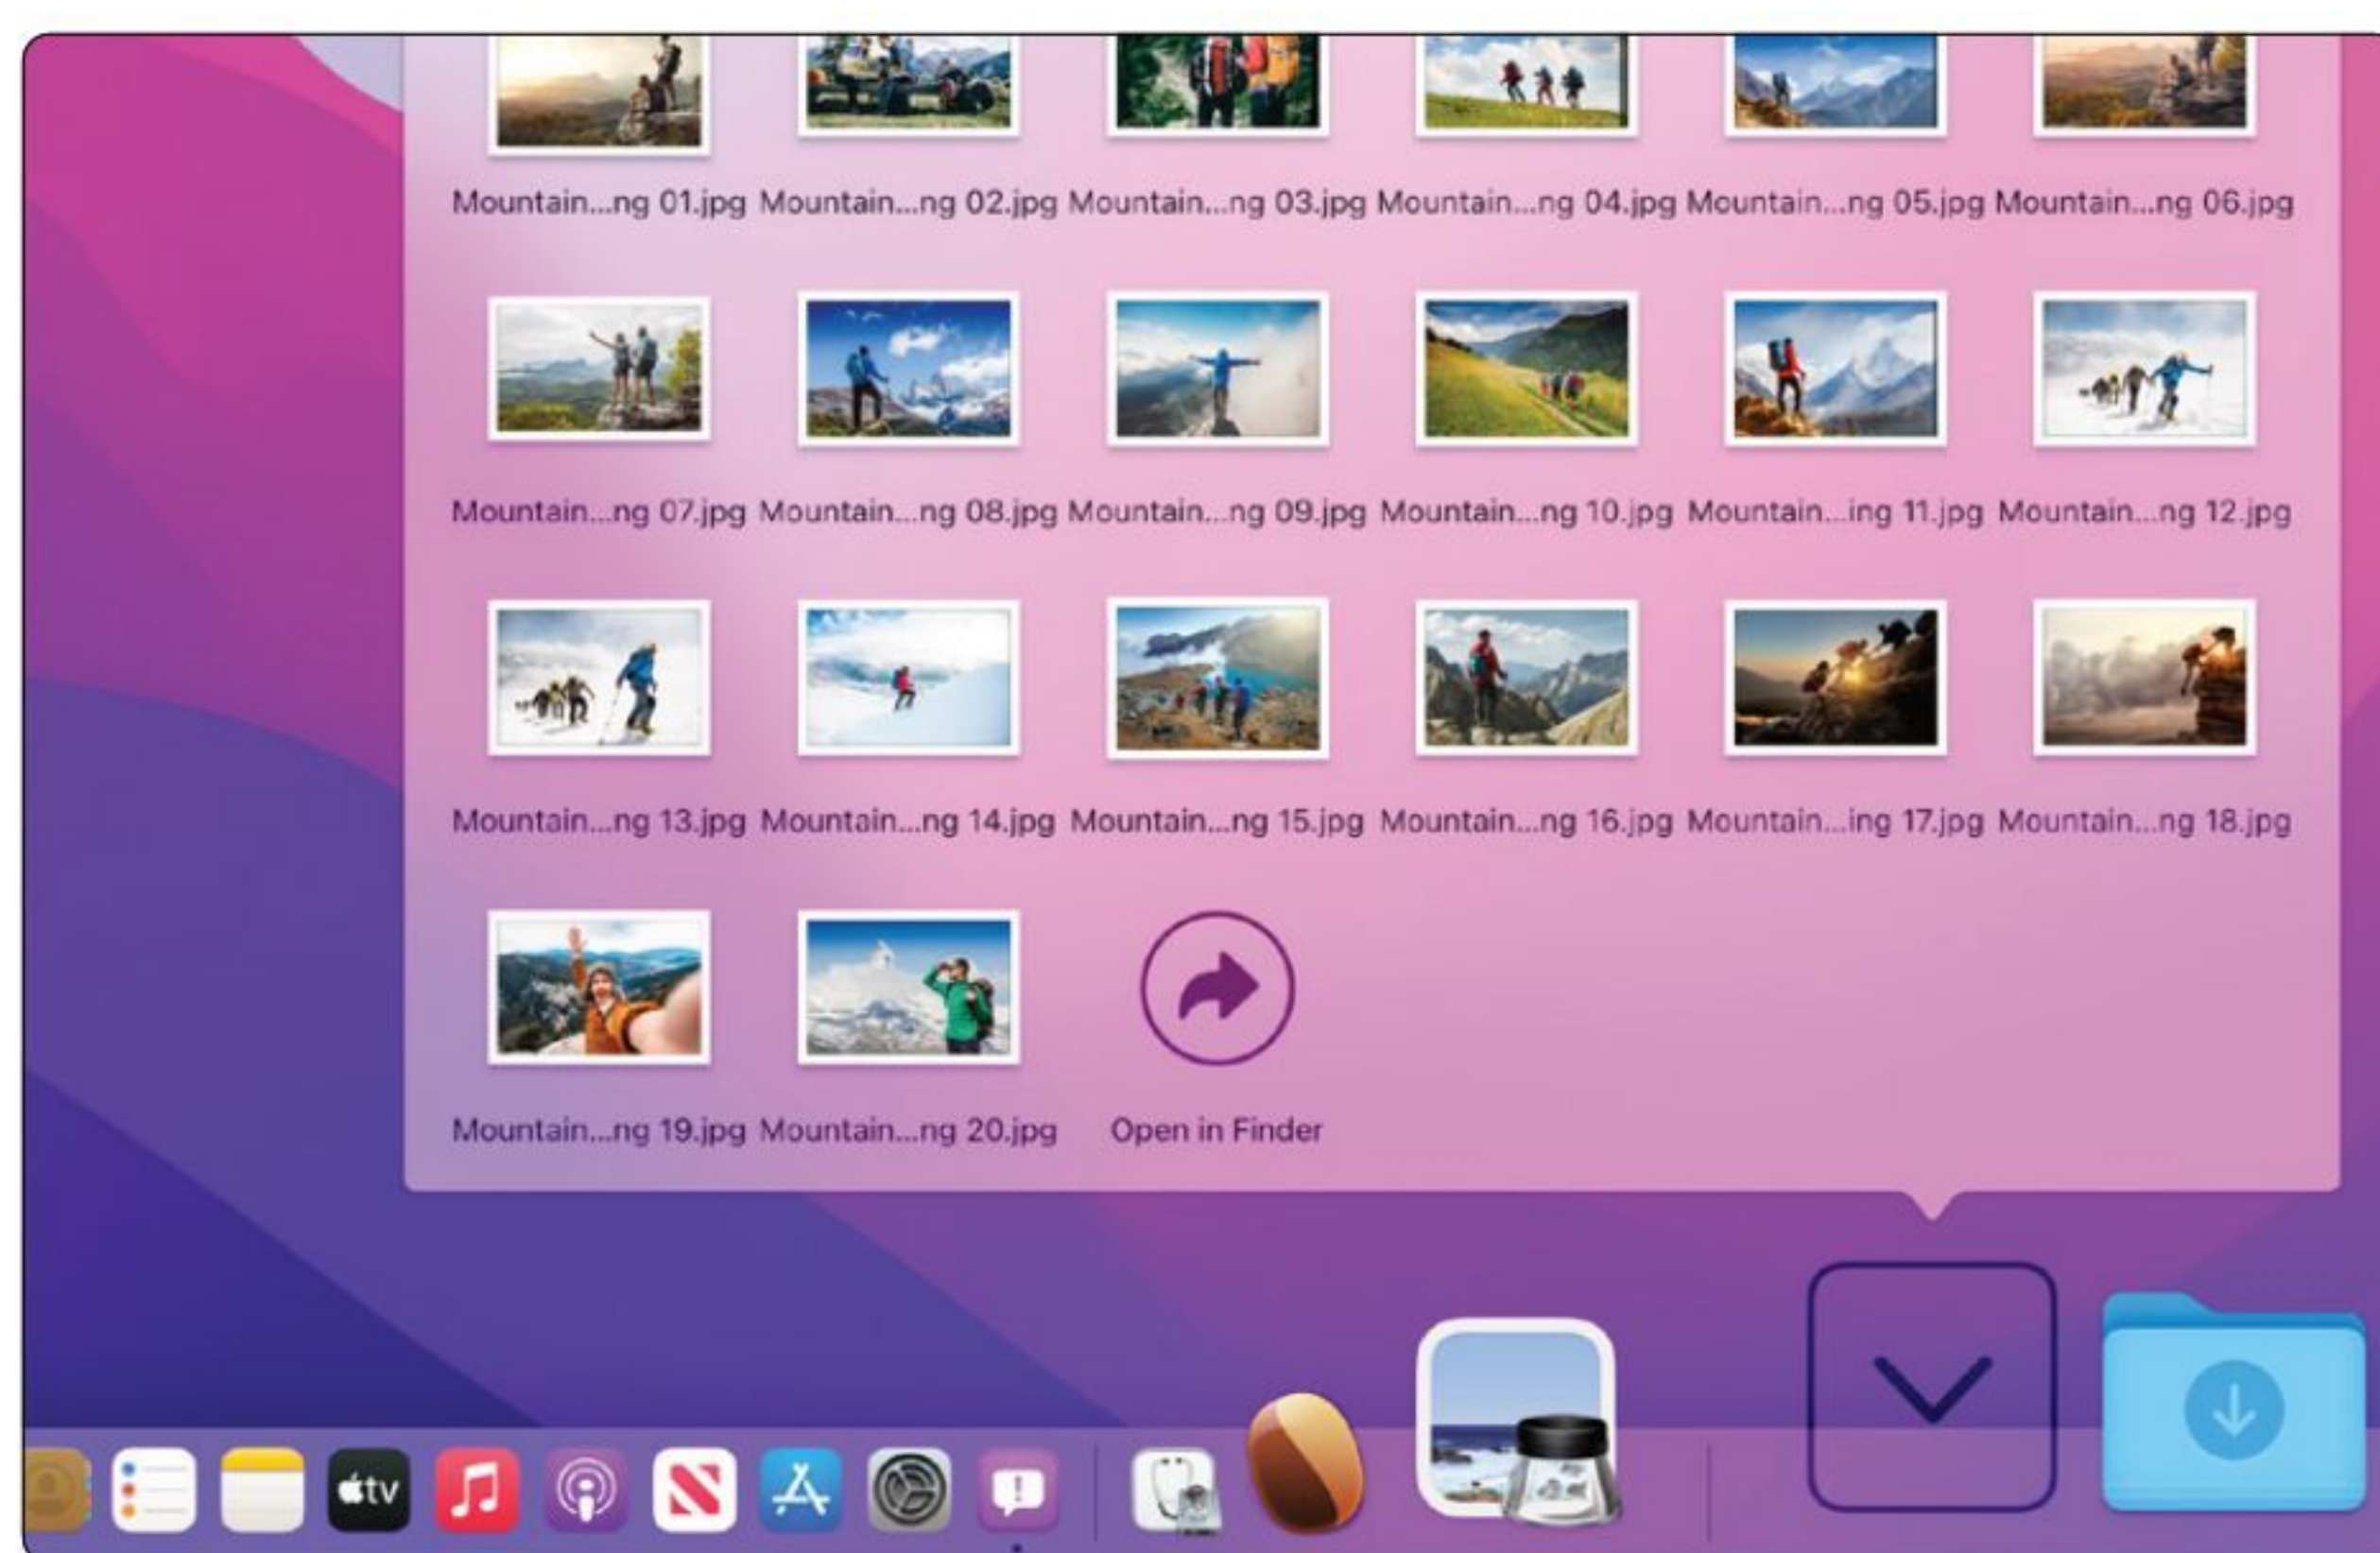 Mountain...ng 01.jpg Mountain...ng 02.jpg Mountain...ng 03.jpg Mountain...ng 04.jpg Mountain...ng 05.jpg Mountain...ng 06.jpg
Mountain...ng 07.jpg Mountain...ng 08.jpg Mountain...ng 09.jpg Mountain...ng 10.jpg Mountain...ing 11.jpg Mountain...ng 12.jpg
Mountain...ng 13.jpg Mountain...ng 14.jpg Mountain...ng 15.jpg Mountain...ng 16.jpg Mountain...ing 17.jpg Mountain...ng 18.jpg
Mountain...ng 19.jpg Mountain...ng 20.jpg Open in Finder
tv